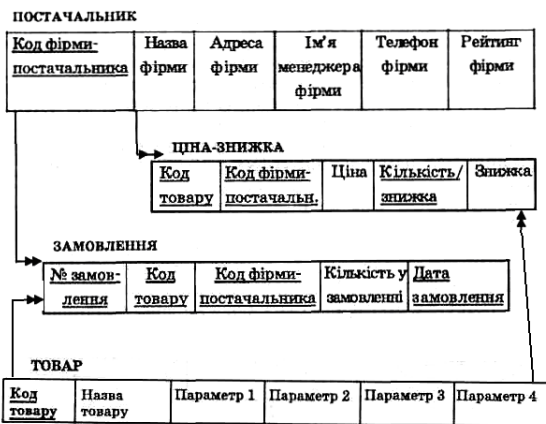 ПОСТАЧАЛЬНИК
Код фірми-постачальника
Назва фірми
Адреса фірми
Ім'я менеджера фірми
Телефон фірми
Рейтинг фірми
ЦІНА-ЗНИЖКА
Код товару
Код фірми-постачальн.
Ціна
Кількість/знижка
Знижка
ЗАМОВЛЕННЯ
№ замов-лення
Код товару
Код фірми-постачальника
Кількість у замовленні
Дата замовлення
ТОВАР
Код товару
Назва товару
Параметр 1
Параметр 2
Параметр 3
Параметр 4